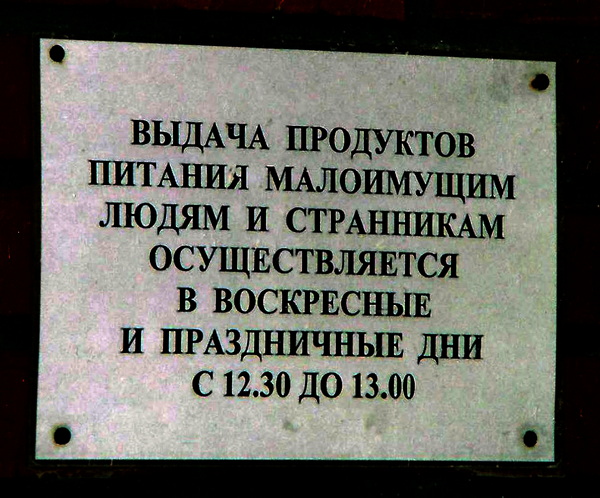 ВЫДАЧА ПРОДУКТОВ
ПИТАНИЯ МАЛОИМУЩИМ
ЛЮДЯМ И СТРАННИКАМ
ОСУЩЕСТВЛЯЕТСЯ
В ВОСКРЕСНЫЕ
И ПРАЗДНИЧНЫЕ ДНИ
С 12.30 ДО 13.00